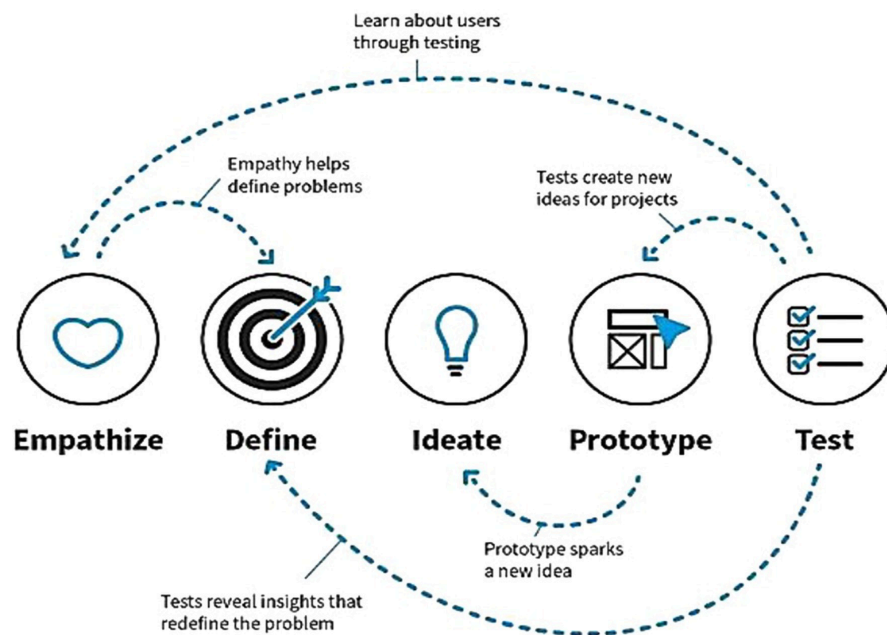 Learn about users
through testing
Empathy helps
define problems
Tests create new
ideas for projects
Empathize
Define
Ideate
Prototype
Test
Prototype sparks
a new idea
Tests reveal insights that
redefine the problem